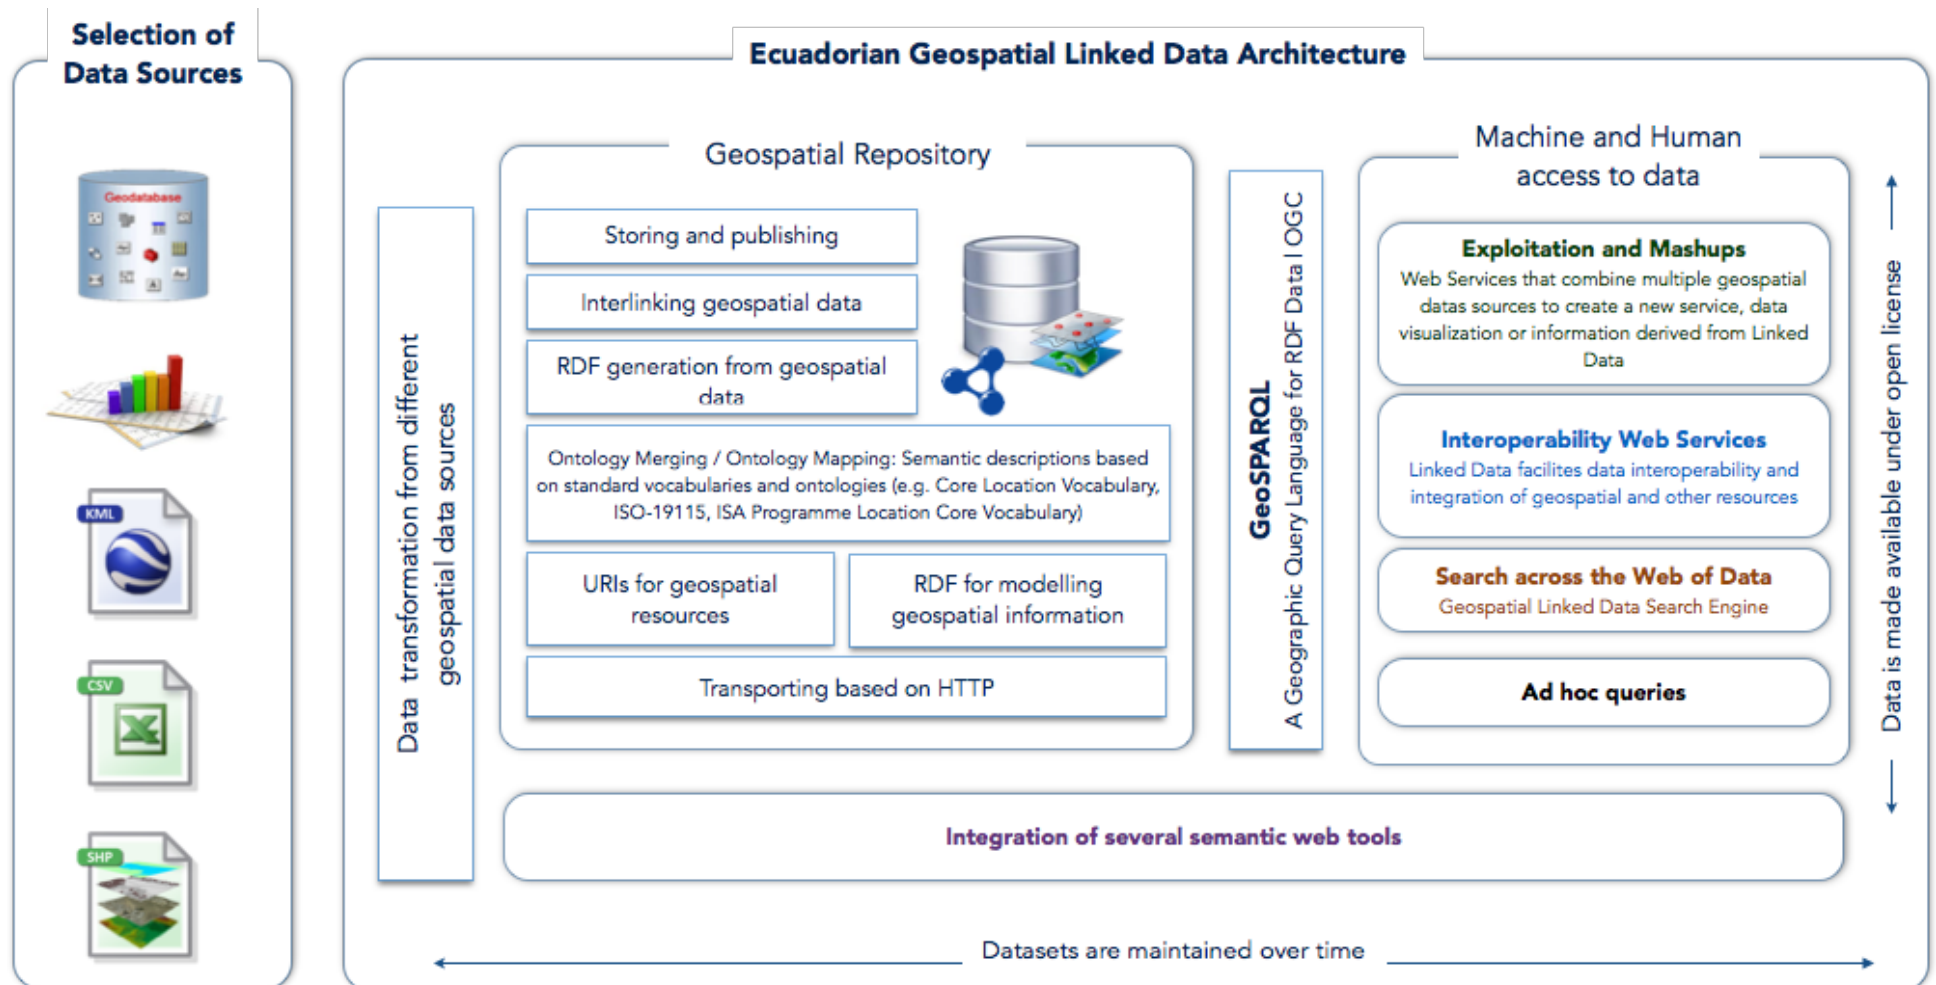 Selection of
Data Sources
Geodatabase
KML
CSV
SHP
Ecuadorian Geospatial Linked Data Architecture
Data transformation from different
geospatial data sources
Geospatial Repository
Storing and publishing
Interlinking geospatial data
RDF generation from geospatial
data
Ontology Merging / Ontology Mapping: Semantic descriptions based
on standard vocabularies and ontologies (e.g. Core Location Vocabulary,
ISO-19115, ISA Programme Location Core Vocabulary)
URIs for geospatial
resources
RDF for modelling
geospatial information
Transporting based on HTTP
GeoSPARQL
A Geographic Query Language for RDF Data | OGC
Machine and Human
access to data
Exploitation and Mashups
Web Services that combine multiple geospatial
datas sources to create a new service, data
visualization or information derived from Linked
Data
Interoperability Web Services
Linked Data facilites data interoperability and
integration of geospatial and other resources
Search across the Web of Data
Geospatial Linked Data Search Engine
Ad hoc queries
Data is made available under open license
Integration of several semantic web tools
Datasets are maintained over time